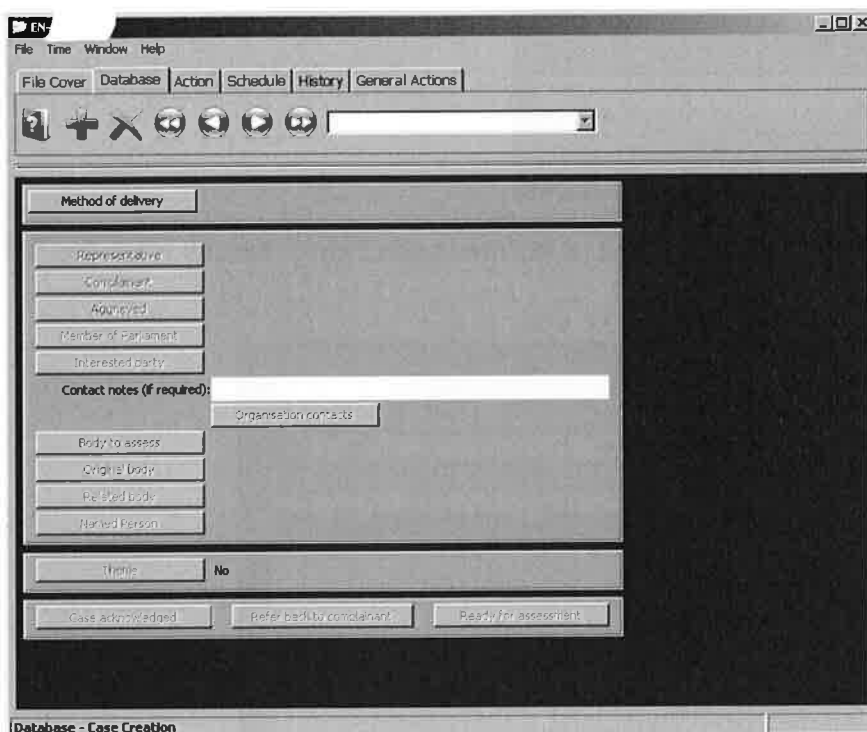 EN-
File Time Window Help
File Cover Database Action Schedule History General Actions
Method of delivery
Representative
Complainant
Aggrieved
Member of Parliament
Interested party
Contact notes (if required):
Organisation contacts
Body to assess
Original body
Related body
Named Person
Theme No
Case acknowledged Refer back to complainant Ready for assessment
Database - Case Creation